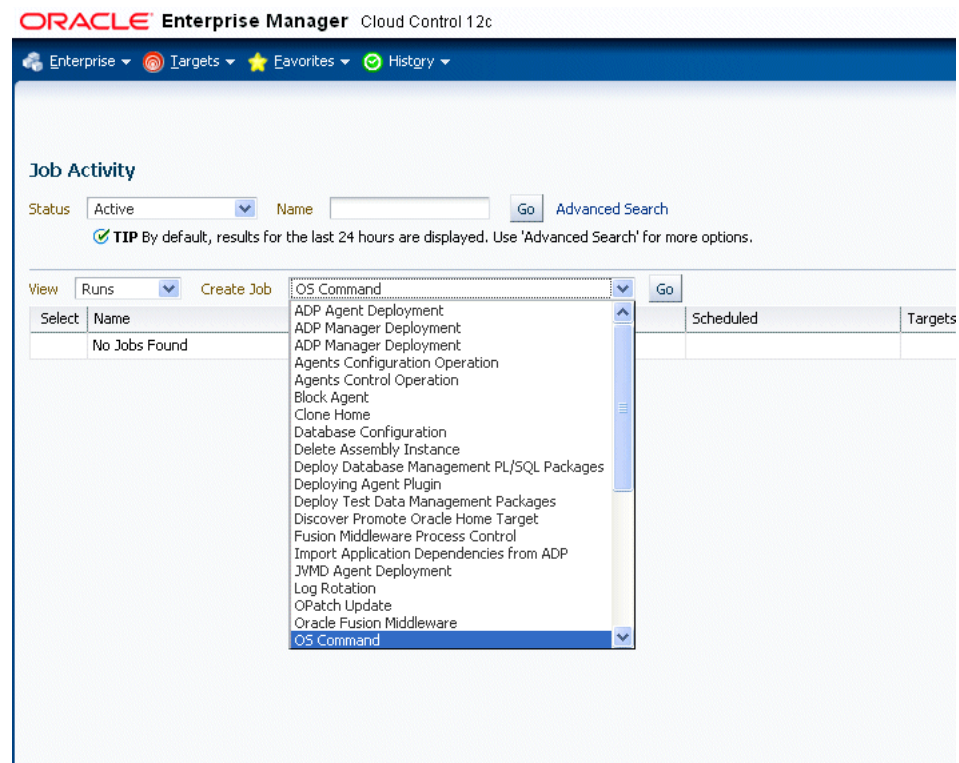 ORACLE Enterprise Manager Cloud Control 12c
Enterprise Targets Favorites History
Job Activity
Status Active Name Go Advanced Search
TIP By default, results for the last 24 hours are displayed. Use 'Advanced Search' for more options.
View Runs Create Job OS Command Go
Select Name Scheduled Targets
No Jobs Found
ADP Agent Deployment
ADP Manager Deployment
ADP Manager Deployment
Agents Configuration Operation
Agents Control Operation
Block Agent
Clone Home
Database Configuration
Delete Assembly Instance
Deploy Database Management PL/SQL Packages
Deploying Agent Plugin
Deploy Test Data Management Packages
Discover Promote Oracle Home Target
Fusion Middleware Process Control
Import Application Dependencies from ADP
JVMD Agent Deployment
Log Rotation
OPatch Update
Oracle Fusion Middleware
OS Command